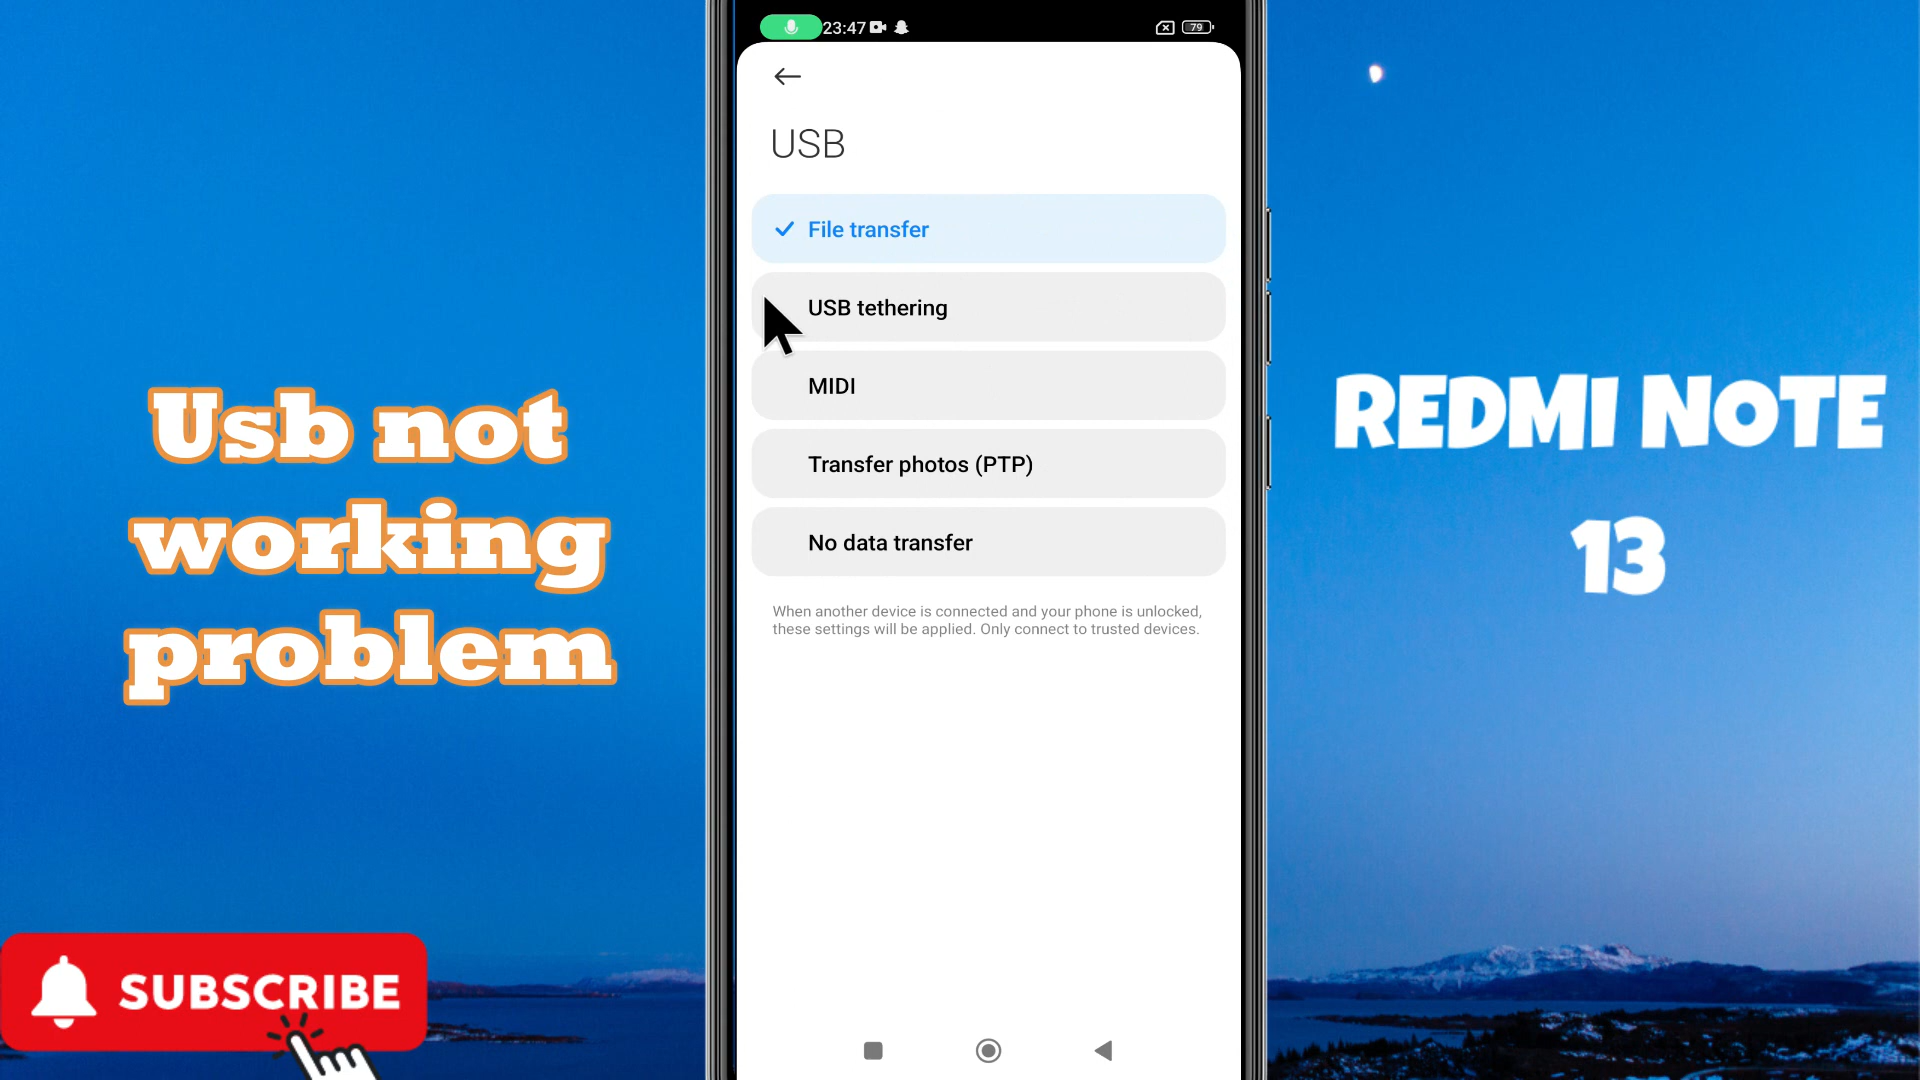 23:47
79
USB
File transfer
USB tethering
MIDI
Transfer photos (PTP)
No data transfer
When another device is connected and your phone is unlocked,
these settings will be applied. Only connect to trusted devices.
Usb not
working
problem
REDMI NOTE
13
SUBSCRIBE